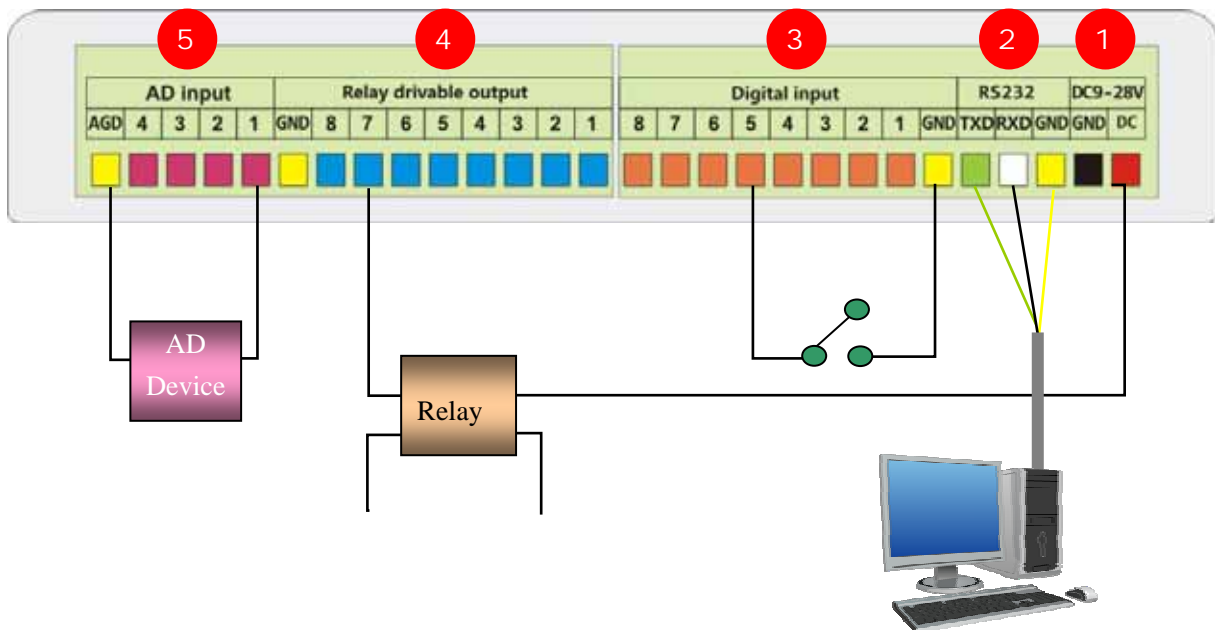 5 4 3 2 1
AD input Relay drivable output Digital input RS232 DC9-28V
AGD 4 3 2 1 GND 8 7 6 5 4 3 2 1 8 7 6 5 4 3 2 1 GND TXD RXD GND GND DC
AD
Device
Relay